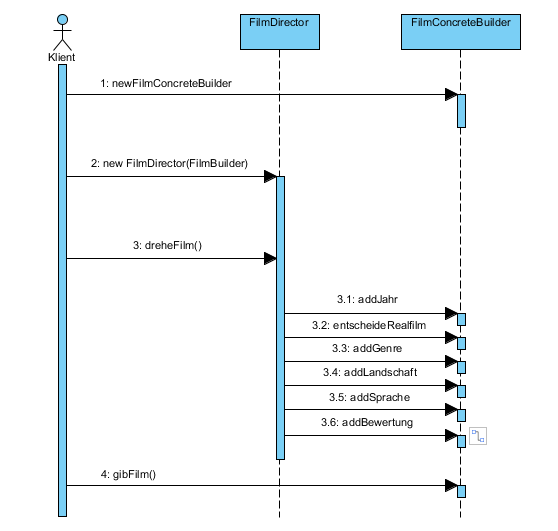 FilmDirector
FilmConcreteBuilder
Klient
1: newFilmConcreteBuilder
2: new FilmDirector(FilmBuilder)
3: dreheFilm()
3.1: addJahr
3.2: entscheideRealfilm
3.3: addGenre
3.4: addLandschaft
3.5: addSprache
3.6: addBewertung
4: gibFilm()